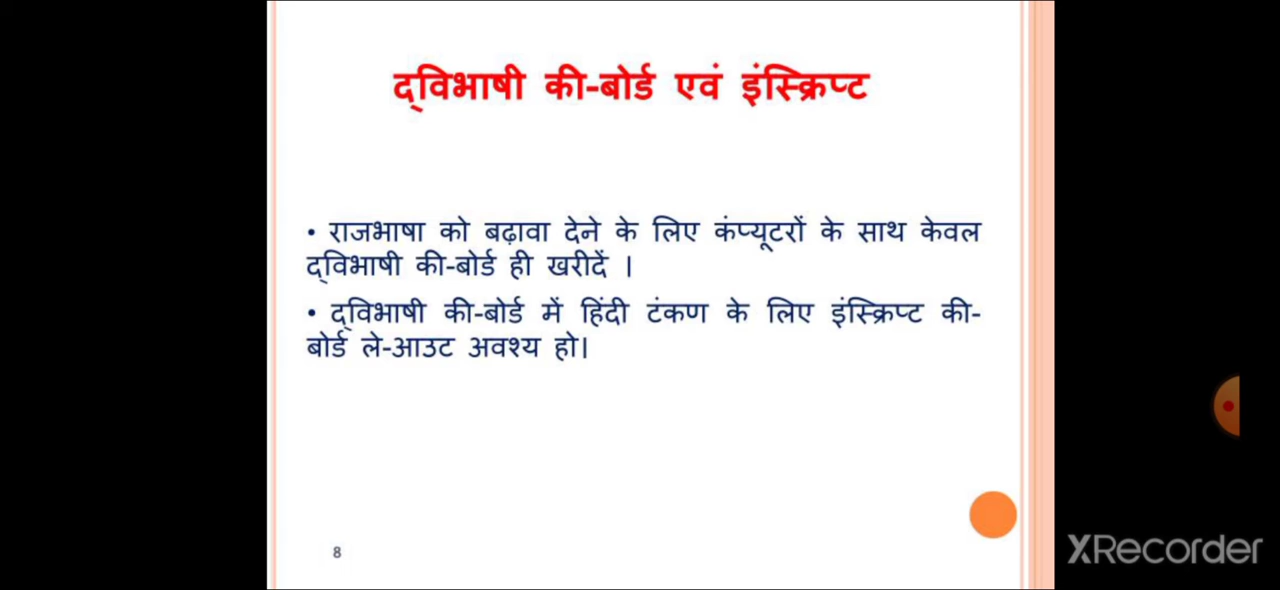 द्विभाषी की-बोर्ड एवं इंस्क्रिप्ट
• राजभाषा को बढ़ावा देने के लिए कंप्यूटरों के साथ केवल
द्विभाषी की-बोर्ड ही खरीदें ।
• द्विभाषी की-बोर्ड में हिंदी टंकण के लिए इंस्क्रिप्ट की-
बोर्ड ले-आउट अवश्य हो।
8
XRecorder